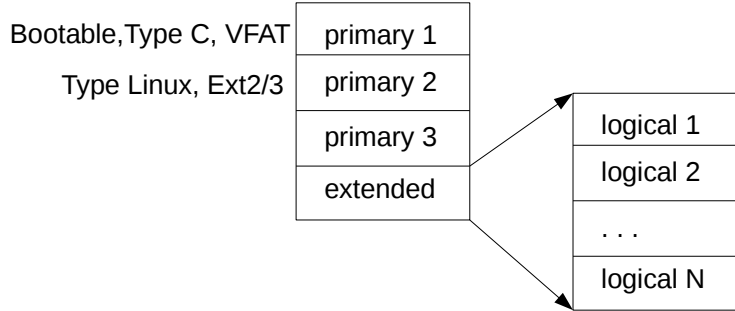 Bootable,Type C, VFAT
primary 1
Type Linux, Ext2/3
primary 2
primary 3
extended
logical 1
logical 2
. . .
logical N